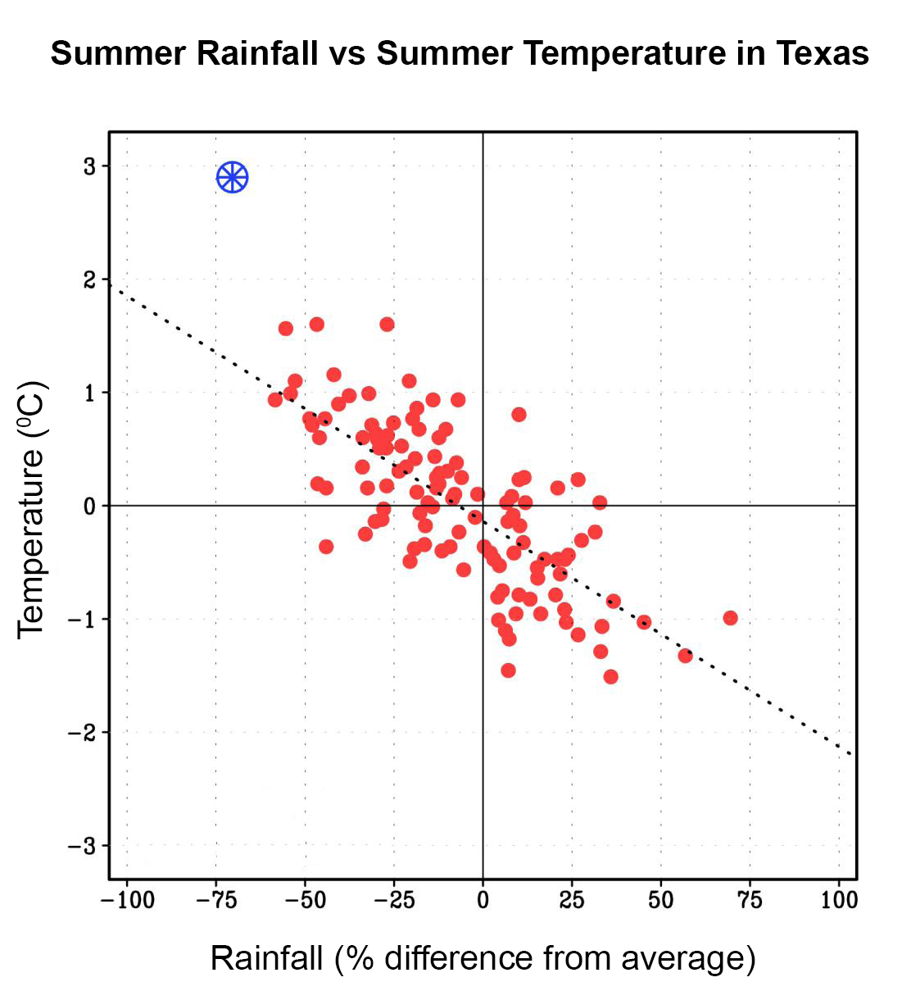 Summer Rainfall vs Summer Temperature in Texas
3
2
1
0
−1
−2
−3
Temperature (⁰C)
−100 −75 −50 −25 0 25 50 75 100
Rainfall (% difference from average)